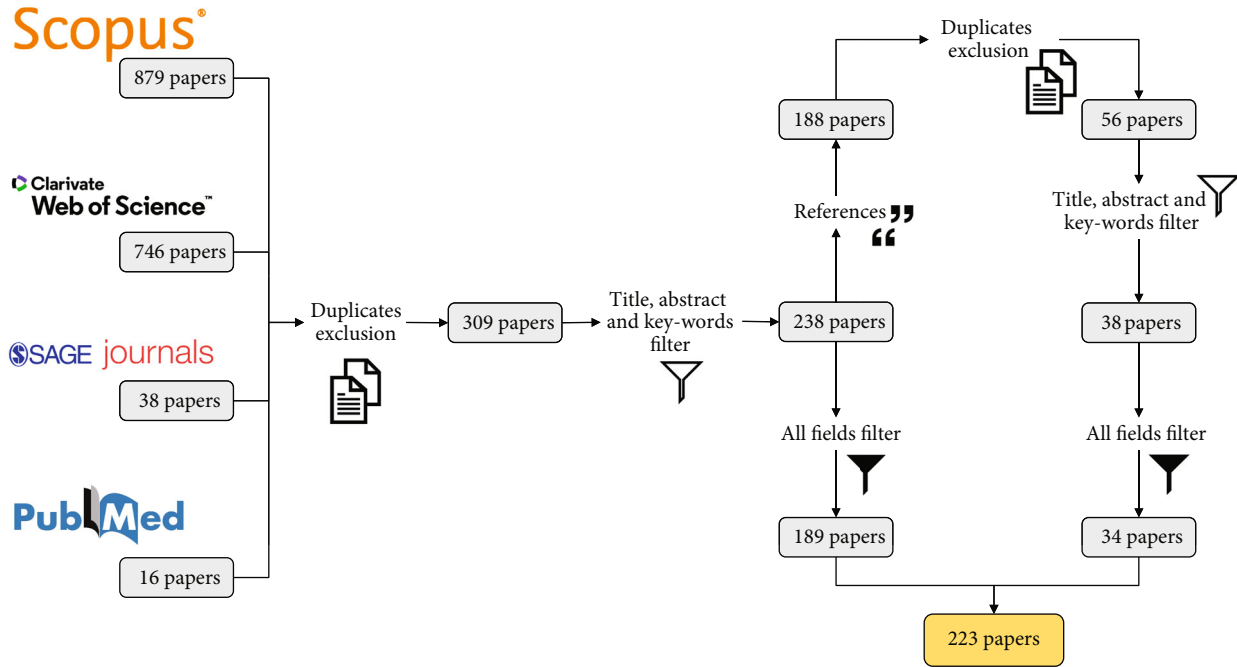 Scopus®
879 papers
Clarivate
Web of Science™
746 papers
SAGE journals
38 papers
PubMed
16 papers
Duplicates
exclusion
309 papers
Title, abstract
and key-words
filter
238 papers
References
188 papers
Duplicates
exclusion
56 papers
Title, abstract and
key-words filter
38 papers
All fields filter
34 papers
All fields filter
189 papers
223 papers